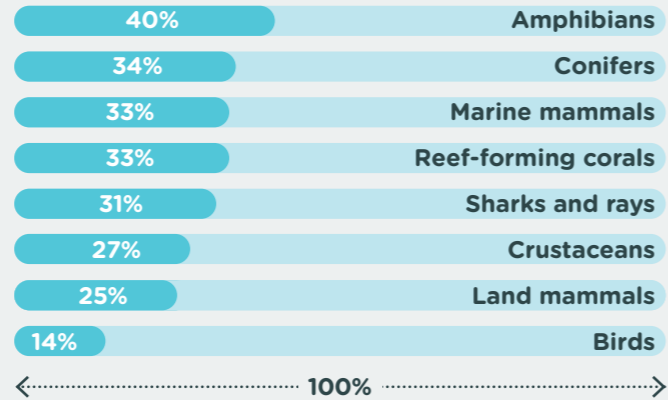 40% Amphibians
34% Conifers
33% Marine mammals
33% Reef-forming corals
31% Sharks and rays
27% Crustaceans
25% Land mammals
14% Birds
100%